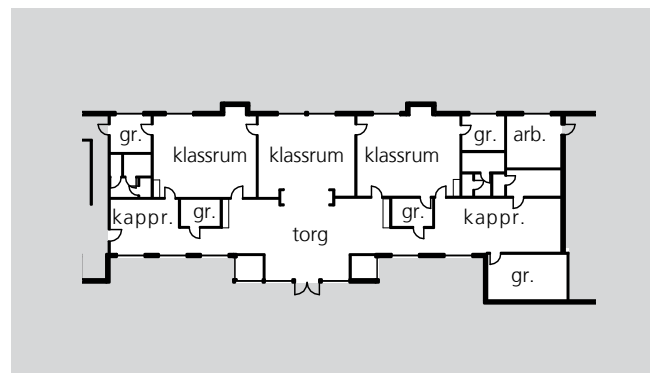 gr.
gr.
arb.
klassrum
klassrum
klassrum
kappr.
gr.
gr.
kappr.
torg
gr.